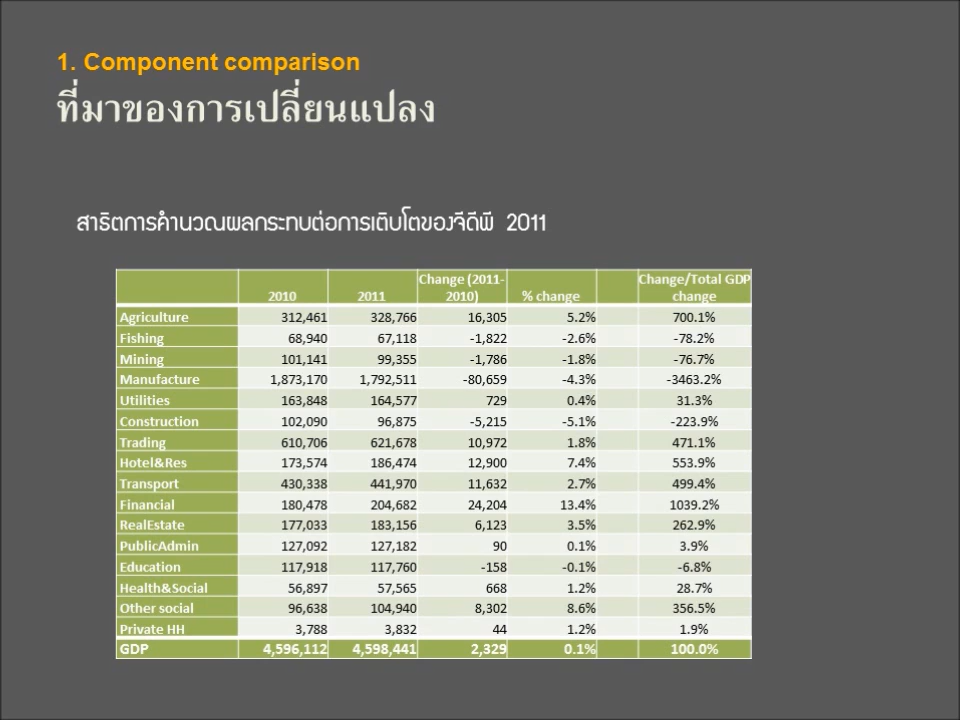 1. Component comparison
ที่มาของการเปลี่ยนแปลง
สาธิตการคำนวณผลกระทบต่อการเติบโตของจีดีพี 2011
2010 2011 Change (2011-2010) % change Change/Total GDP change
Agriculture 312,461 328,766 16,305 5.2% 700.1%
Fishing 68,940 67,118 -1,822 -2.6% -78.2%
Mining 101,141 99,355 -1,786 -1.8% -76.7%
Manufacture 1,873,170 1,792,511 -80,659 -4.3% -3463.2%
Utilities 163,848 164,577 729 0.4% 31.3%
Construction 102,090 96,875 -5,215 -5.1% -223.9%
Trading 610,706 621,678 10,972 1.8% 471.1%
Hotel&Res 173,574 186,474 12,900 7.4% 553.9%
Transport 430,338 441,970 11,632 2.7% 499.4%
Financial 180,478 204,682 24,204 13.4% 1039.2%
RealEstate 177,033 183,156 6,123 3.5% 262.9%
PublicAdmin 127,092 127,182 90 0.1% 3.9%
Education 117,918 117,760 -158 -0.1% -6.8%
Health&Social 56,897 57,565 668 1.2% 28.7%
Other social 96,638 104,940 8,302 8.6% 356.5%
Private HH 3,788 3,832 44 1.2% 1.9%
GDP 4,596,112 4,598,441 2,329 0.1% 100.0%